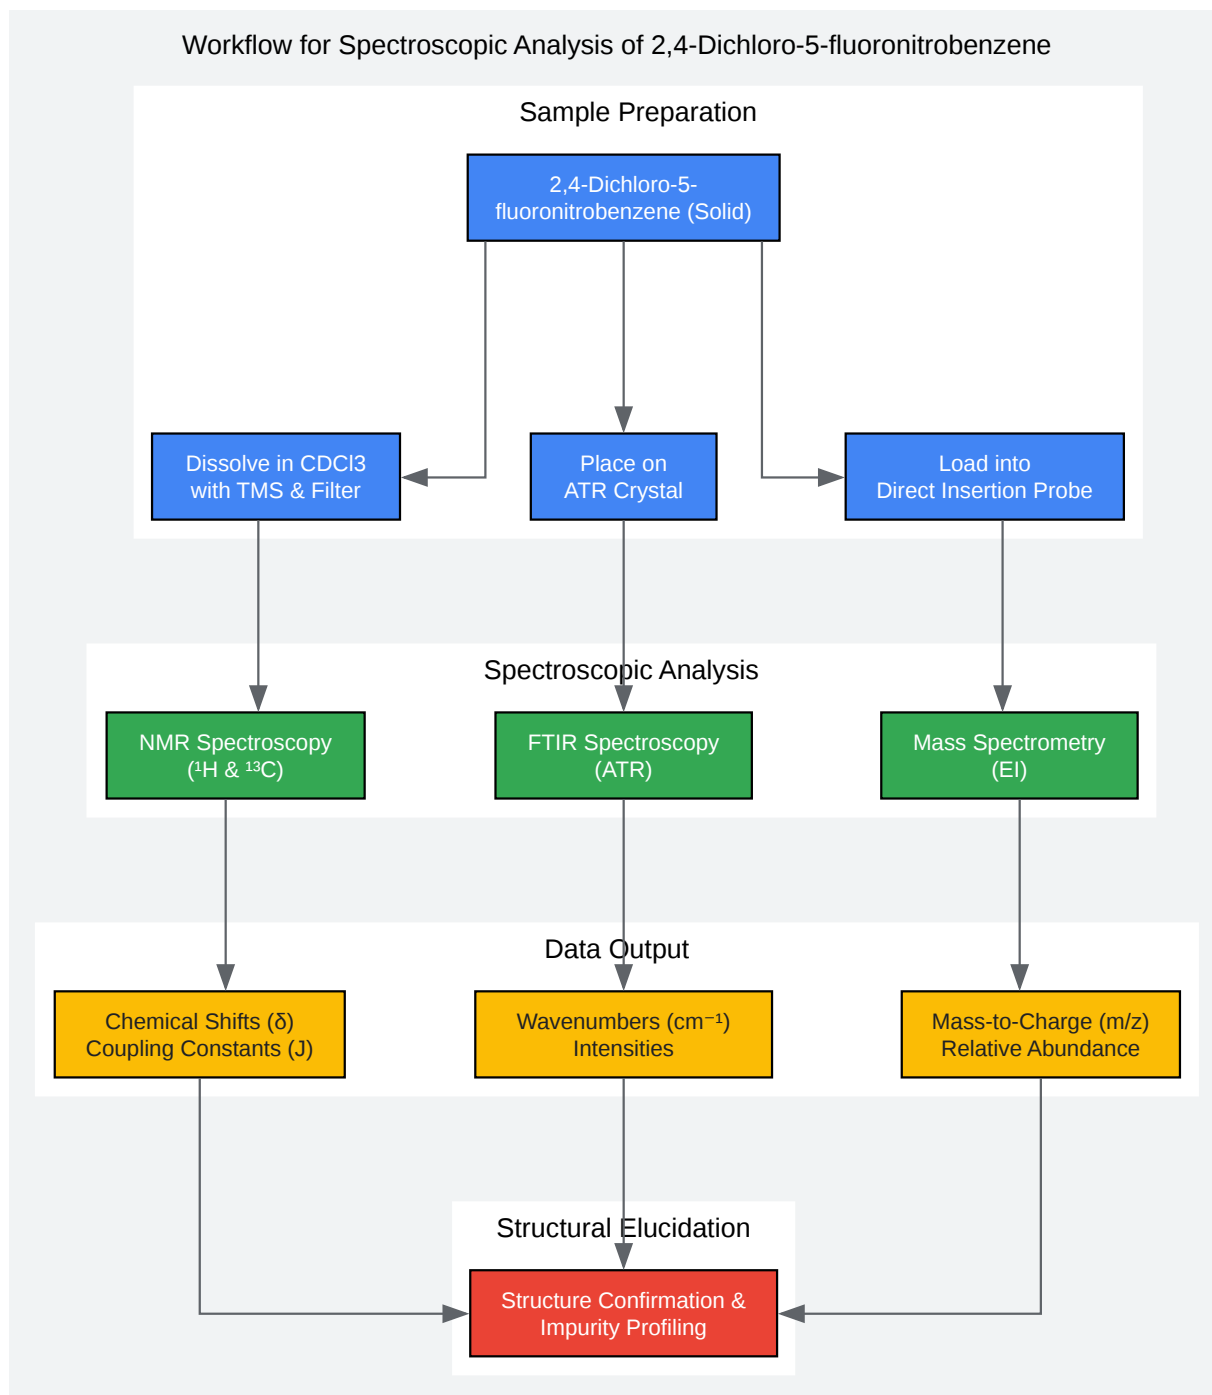 Workflow for Spectroscopic Analysis of 2,4-Dichloro-5-fluoronitrobenzene
Sample Preparation
2,4-Dichloro-5-
fluoronitrobenzene (Solid)
Dissolve in CDCl3
with TMS & Filter
Place on
ATR Crystal
Load into
Direct Insertion Probe
Spectroscopic Analysis
NMR Spectroscopy
(¹H & ¹³C)
FTIR Spectroscopy
(ATR)
Mass Spectrometry
(EI)
Data Output
Chemical Shifts (δ)
Coupling Constants (J)
Wavenumbers (cm⁻¹)
Intensities
Mass-to-Charge (m/z)
Relative Abundance
Structural Elucidation
Structure Confirmation &
Impurity Profiling